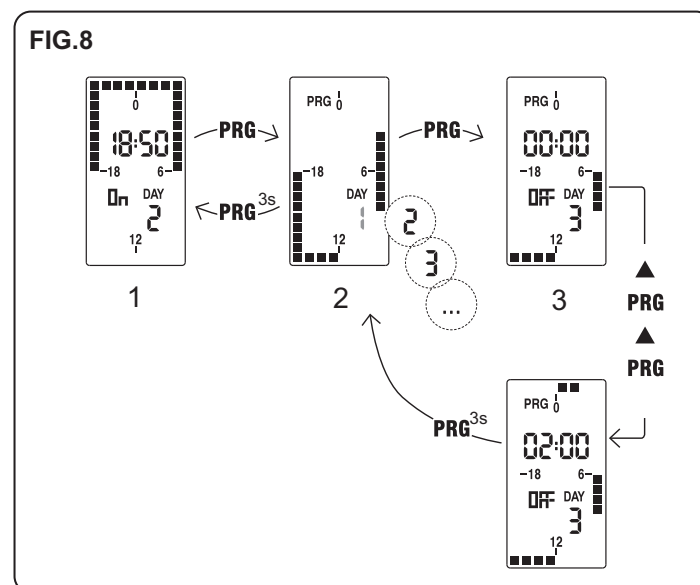 FIG.8
0
18:50
-18 6-
On DAY
2
12
1
PRG
PRG 3s
PRG 0
-18 6-
DAY
1
12
2
3
...
2
PRG
PRG 0
00:00
-18 6-
OFF DAY
3
12
3
▲
PRG
▲
PRG
PRG 0
02:00
-18 6-
OFF DAY
3
12
PRG 3s